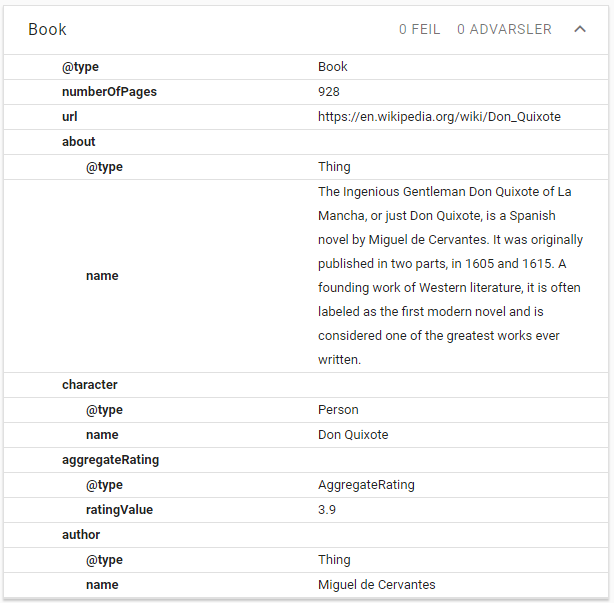 Book 0 FEIL 0 ADVARSLER
@type Book
numberOfPages 928
url https://en.wikipedia.org/wiki/Don_Quixote
about
@type Thing
name The Ingenious Gentleman Don Quixote of La
Mancha, or just Don Quixote, is a Spanish
novel by Miguel de Cervantes. It was originally
published in two parts, in 1605 and 1615. A
founding work of Western literature, it is often
labeled as the first modern novel and is
considered one of the greatest works ever
written.
character
@type Person
name Don Quixote
aggregateRating
@type AggregateRating
ratingValue 3.9
author
@type Thing
name Miguel de Cervantes